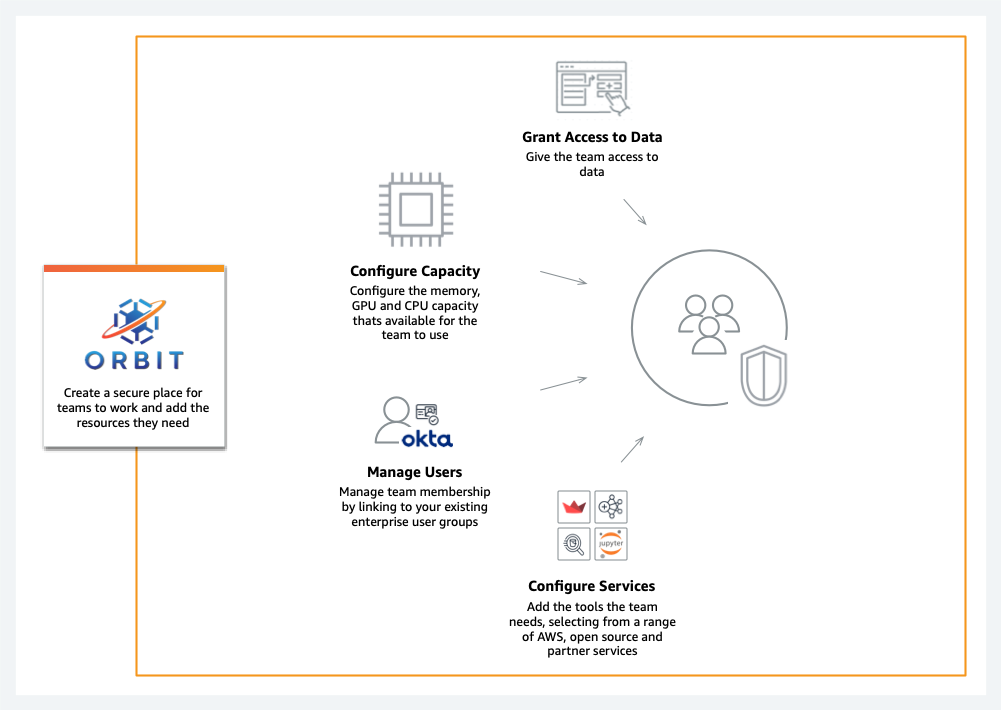 Grant Access to Data
Give the team access to
data
Configure Capacity
Configure the memory,
GPU and CPU capacity
thats available for the
team to use
ORBIT
Create a secure place for
teams to work and add the
resources they need
okta
Manage Users
Manage team membership
by linking to your existing
enterprise user groups
jupyter
Configure Services
Add the tools the team
needs, selecting from a range
of AWS, open source and
partner services